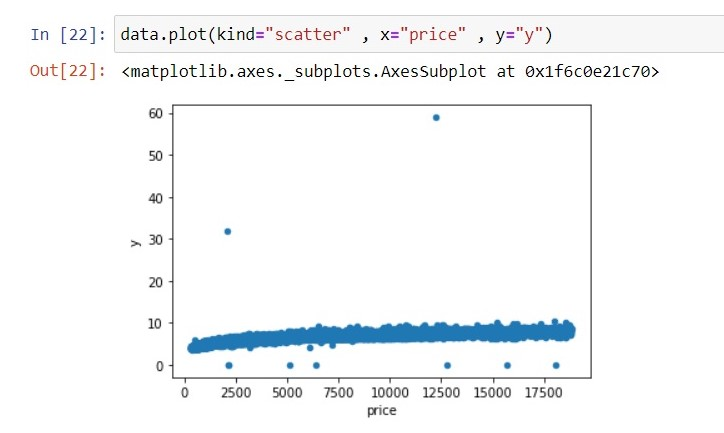 In [22]: data.plot(kind="scatter" , x="price" , y="y")
Out[22]: <matplotlib.axes._subplots.AxesSubplot at 0x1f6c0e21c70>
60
50
40
30
20
10
0
y
0 2500 5000 7500 10000 12500 15000 17500
price